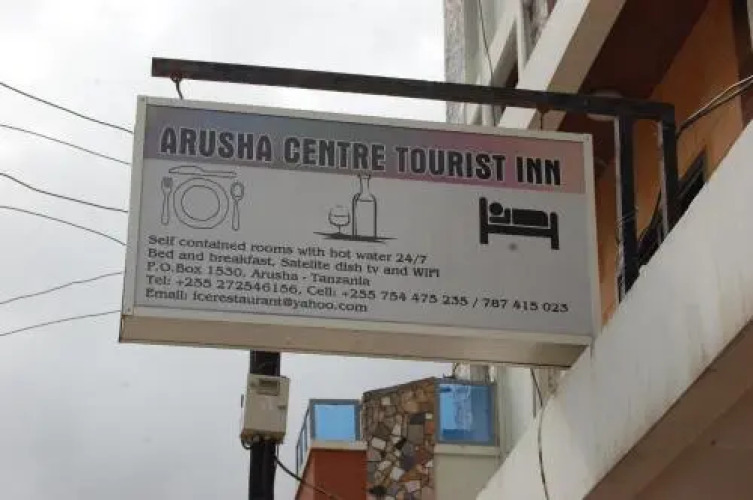 ARUSHA CENTRE TOURIST INN
Self contained rooms with hot water 24/7
Bed and breakfast, Satelite dish tv and WIFI
P.O.Box 1530, Arusha - Tanzania
Tel: +255 272546156, Cell: +255 754 475 235 / 787 415 023
Email: icerestaurant@yahoo.com